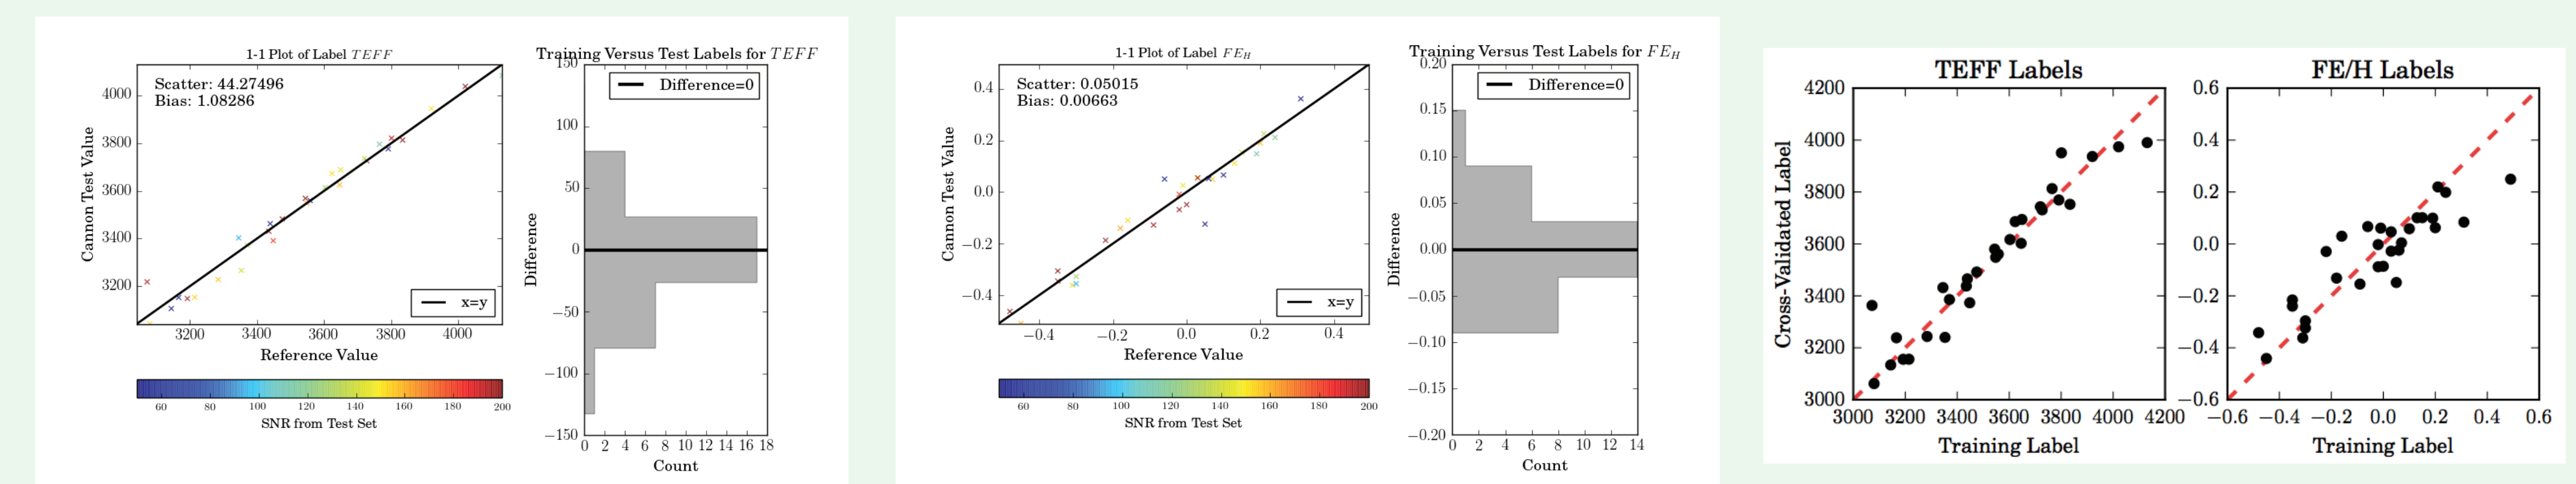 1-1 Plot of Label TEFF
Scatter: 44.27496
Bias: 1.08286
Cannon Test Value
4000
3800
3600
3400
3200
x=y
3200 3400 3600 3800 4000
Reference Value
60 80 100 120 140 160 180 200
SNR from Test Set
Training Versus Test Labels for TEFF
Difference=0
Difference
150
100
50
0
−50
−100
−150
0 2 4 6 8 10 12 14 16 18
Count
1-1 Plot of Label FE_H
Scatter: 0.05015
Bias: 0.00663
Cannon Test Value
0.4
0.2
0.0
−0.2
−0.4
x=y
−0.4 −0.2 0.0 0.2 0.4
Reference Value
60 80 100 120 140 160 180 200
SNR from Test Set
Training Versus Test Labels for FE_H
Difference=0
Difference
0.20
0.15
0.10
0.05
0.00
−0.05
−0.10
−0.15
−0.20
0 2 4 6 8 10 12 14
Count
TEFF Labels
Cross-Validated Label
4200
4000
3800
3600
3400
3200
3000
3000 3200 3400 3600 3800 4000 4200
Training Label
FE/H Labels
0.6
0.4
0.2
0.0
−0.2
−0.4
−0.6
−0.6 −0.4 −0.2 0.0 0.2 0.4 0.6
Training Label